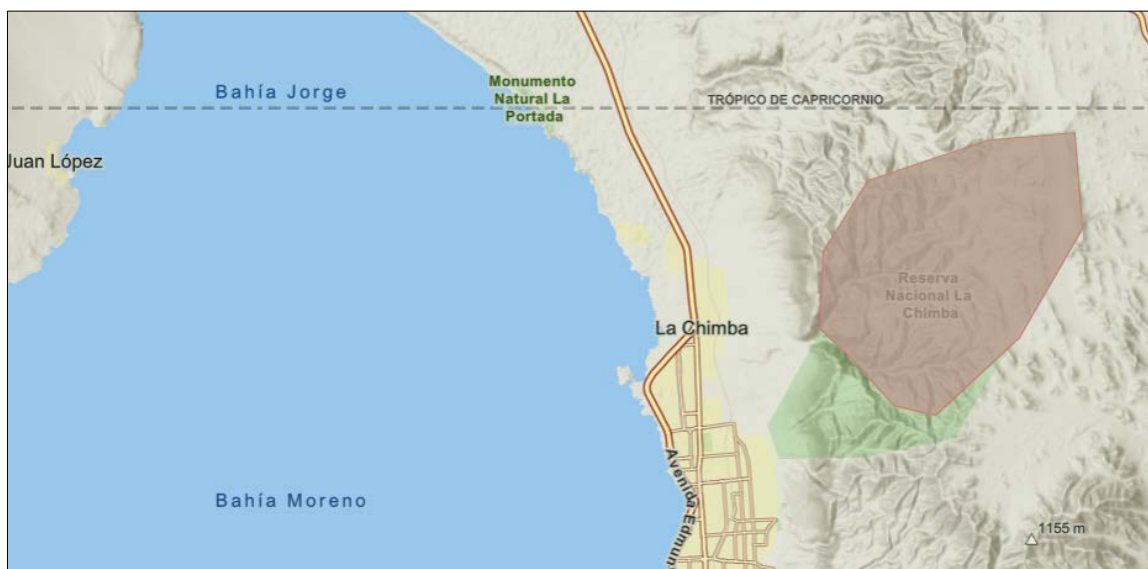 Monumento
Natural La
Portada
Bahía Jorge
TRÓPICO DE CAPRICORNIO
Juan López
Reserva
Nacional La
Chimba
La Chimba
Avenida Edmun
Bahía Moreno
1155 m